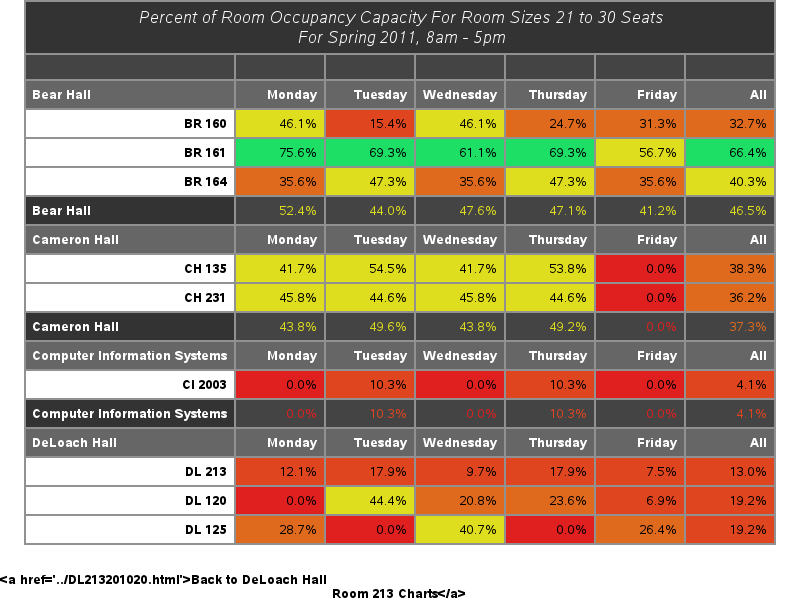 Percent of Room Occupancy Capacity For Room Sizes 21 to 30 Seats
For Spring 2011, 8am - 5pm
Bear Hall Monday Tuesday Wednesday Thursday Friday All
BR 160 46.1% 15.4% 46.1% 24.7% 31.3% 32.7%
BR 161 75.6% 69.3% 61.1% 69.3% 56.7% 66.4%
BR 164 35.6% 47.3% 35.6% 47.3% 35.6% 40.3%
Bear Hall 52.4% 44.0% 47.6% 47.1% 41.2% 46.5%
Cameron Hall Monday Tuesday Wednesday Thursday Friday All
CH 135 41.7% 54.5% 41.7% 53.8% 0.0% 38.3%
CH 231 45.8% 44.6% 45.8% 44.6% 0.0% 36.2%
Cameron Hall 43.8% 49.6% 43.8% 49.2% 0.0% 37.3%
Computer Information Systems Monday Tuesday Wednesday Thursday Friday All
CI 2003 0.0% 10.3% 0.0% 10.3% 0.0% 4.1%
Computer Information Systems 0.0% 10.3% 0.0% 10.3% 0.0% 4.1%
DeLoach Hall Monday Tuesday Wednesday Thursday Friday All
DL 213 12.1% 17.9% 9.7% 17.9% 7.5% 13.0%
DL 120 0.0% 44.4% 20.8% 23.6% 6.9% 19.2%
DL 125 28.7% 0.0% 40.7% 0.0% 26.4% 19.2%
<a href='../DL213201020.html'>Back to DeLoach Hall
Room 213 Charts</a>